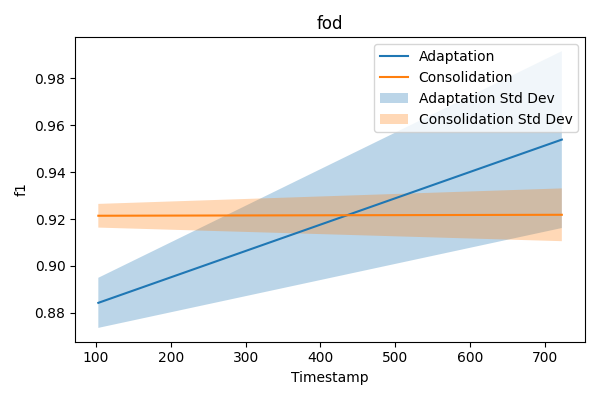 fod
Adaptation
Consolidation
Adaptation Std Dev
Consolidation Std Dev
f1
0.98
0.96
0.94
0.92
0.90
0.88
100
200
300
400
500
600
700
Timestamp